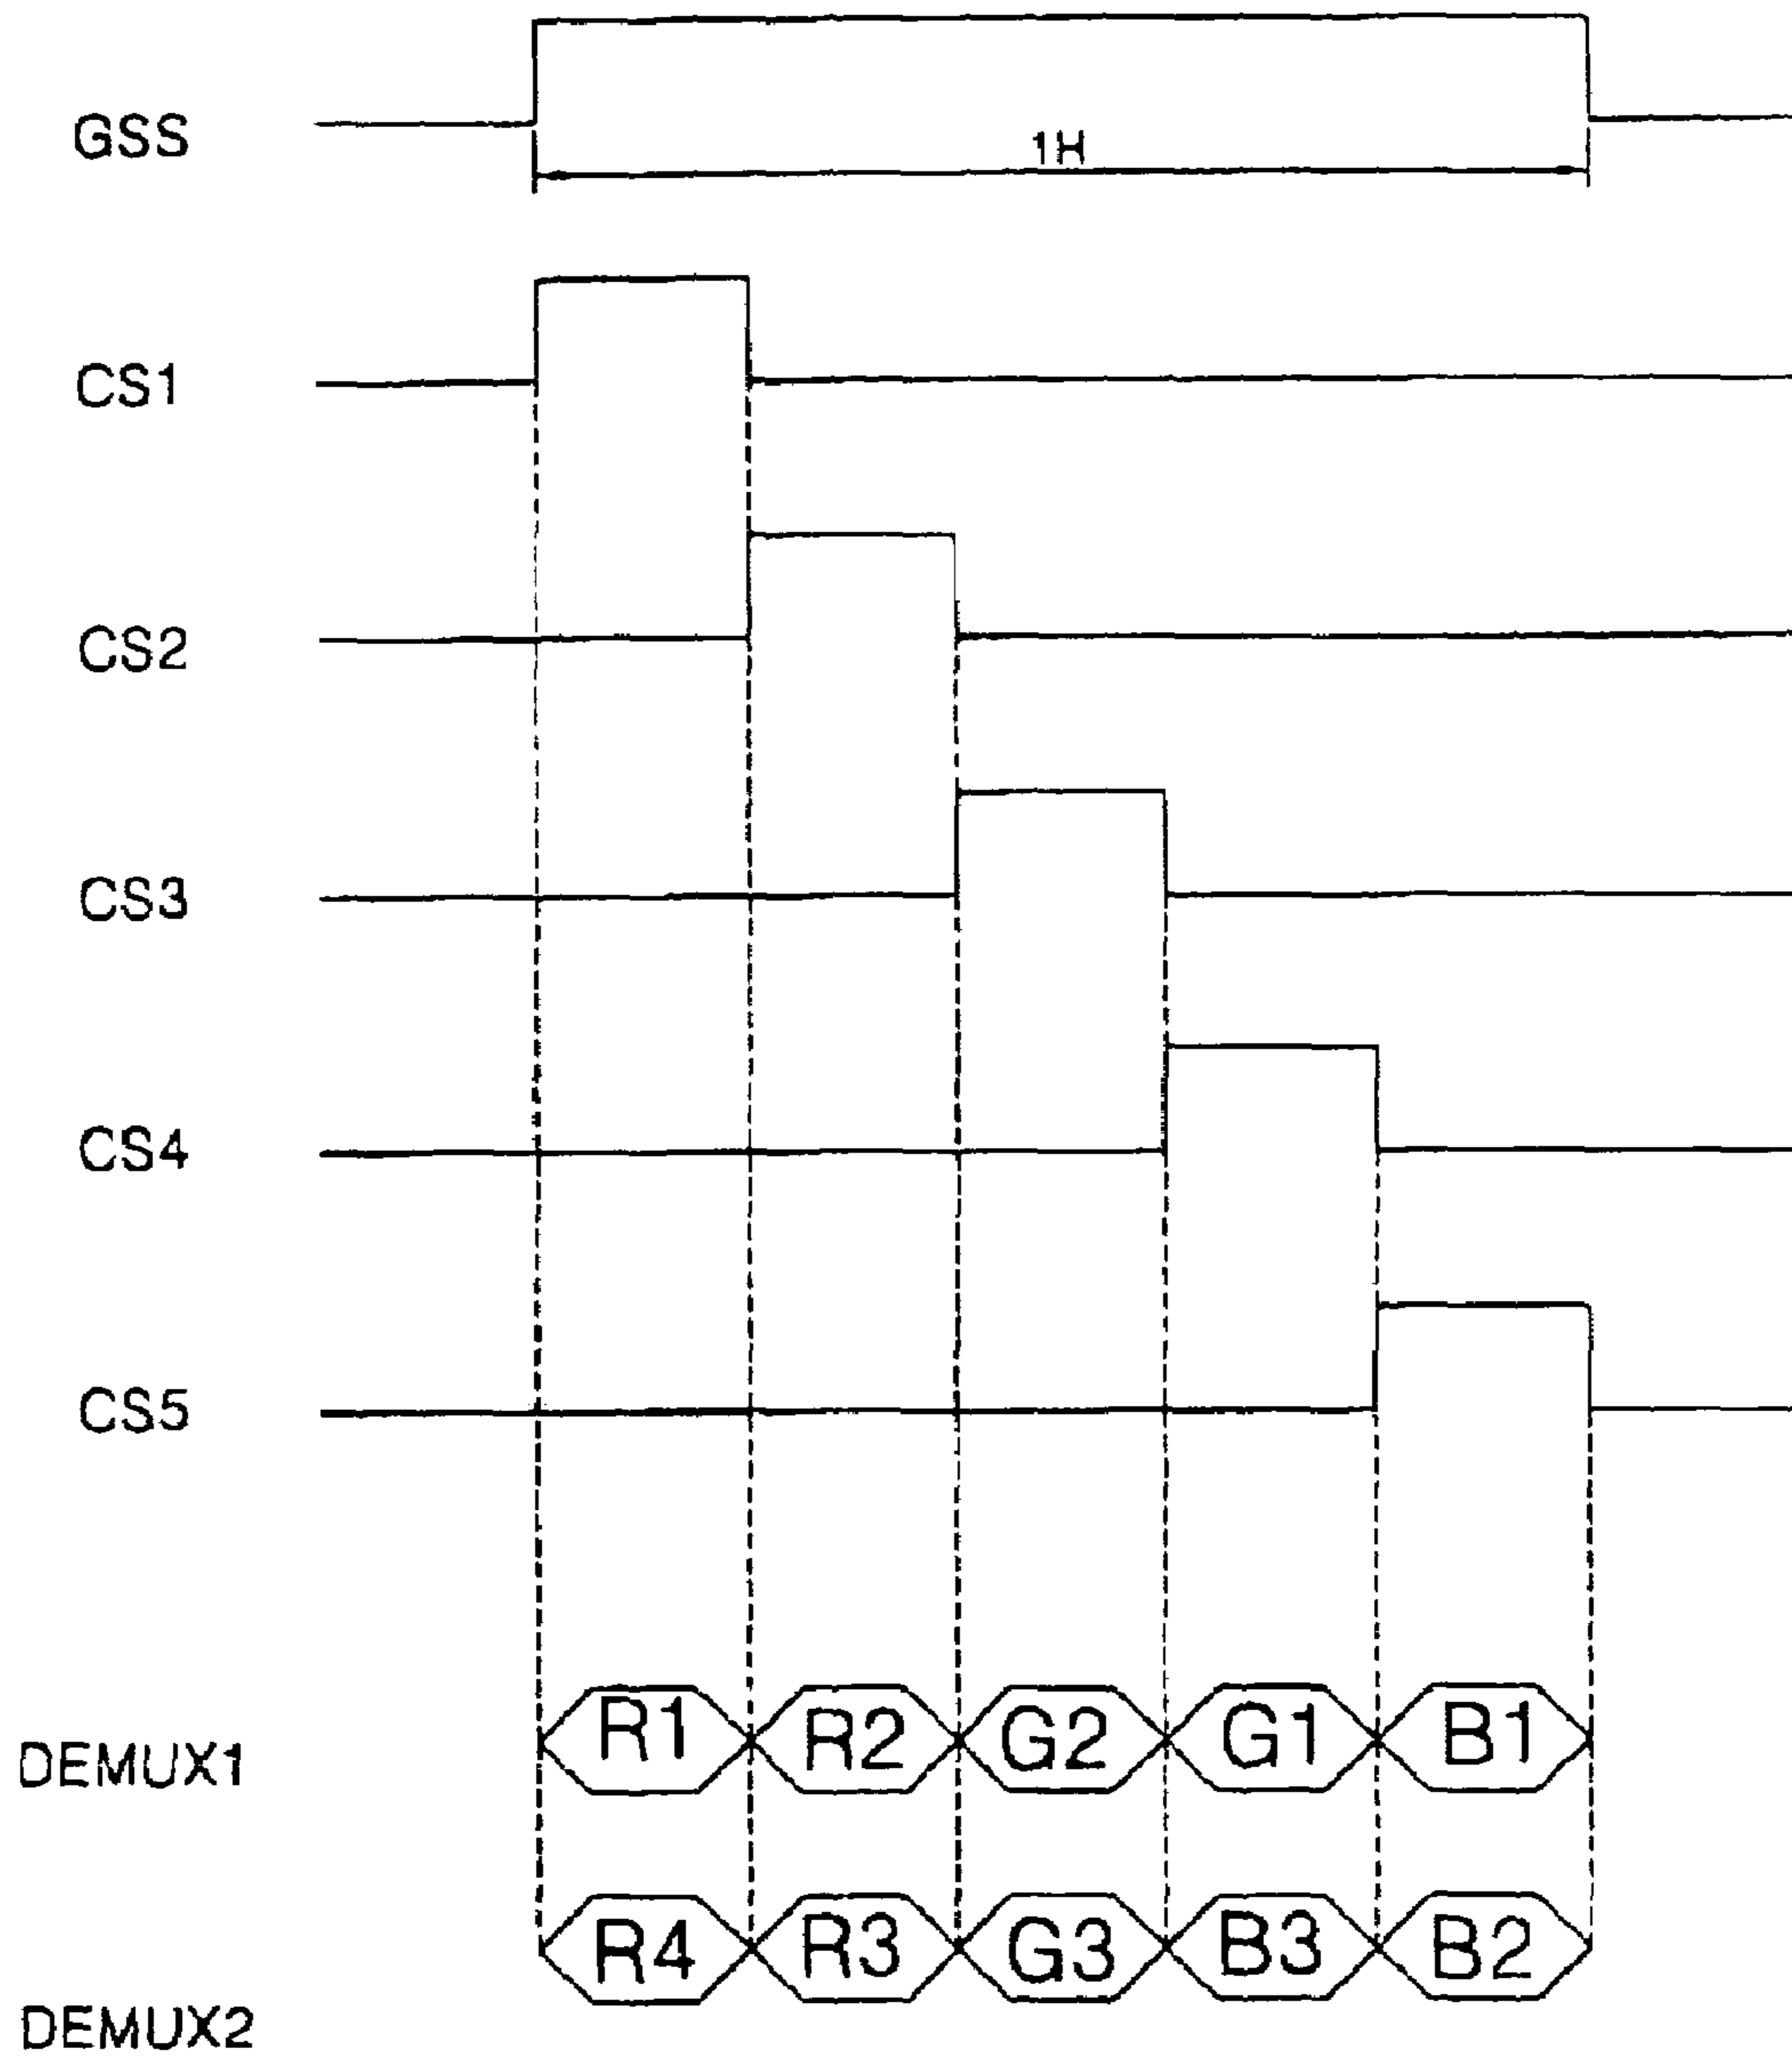 GSS
1H
CS1
CS2
CS3
CS4
CS5
DEMUX1 R1 R2 G2 G1 B1
DEMUX2 R4 R3 G3 B3 B2